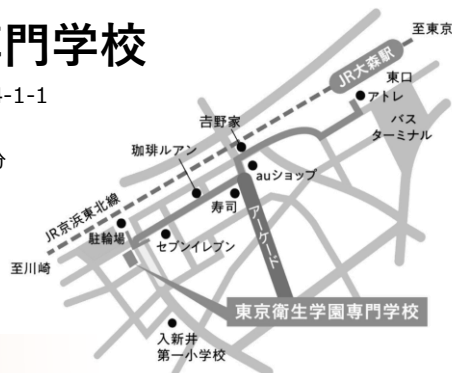 門学校
-1-1
分
至東京
JR大森駅
東口
アトレ
バス
ターミナル
吉野家
珈琲ルアン
auショップ
寿司
アーケード
JR京浜東北線
駐輪場
セブンイレブン
至川崎
東京衛生学園専門学校
入新井
第一小学校